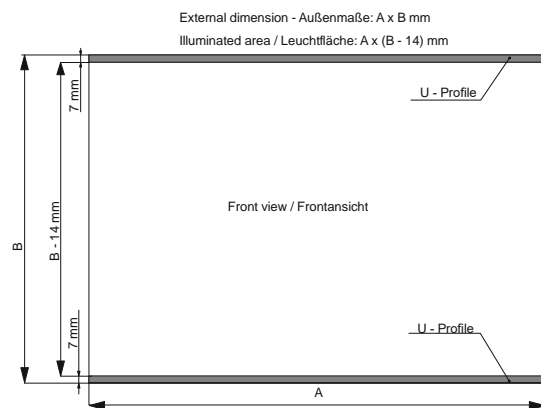 External dimension - Außenmaße: A x B mm
Illuminated area / Leuchtfläche: A x (B - 14) mm
7 mm
U - Profile
Front view / Frontansicht
B
B - 14 mm
7 mm
U - Profile
A